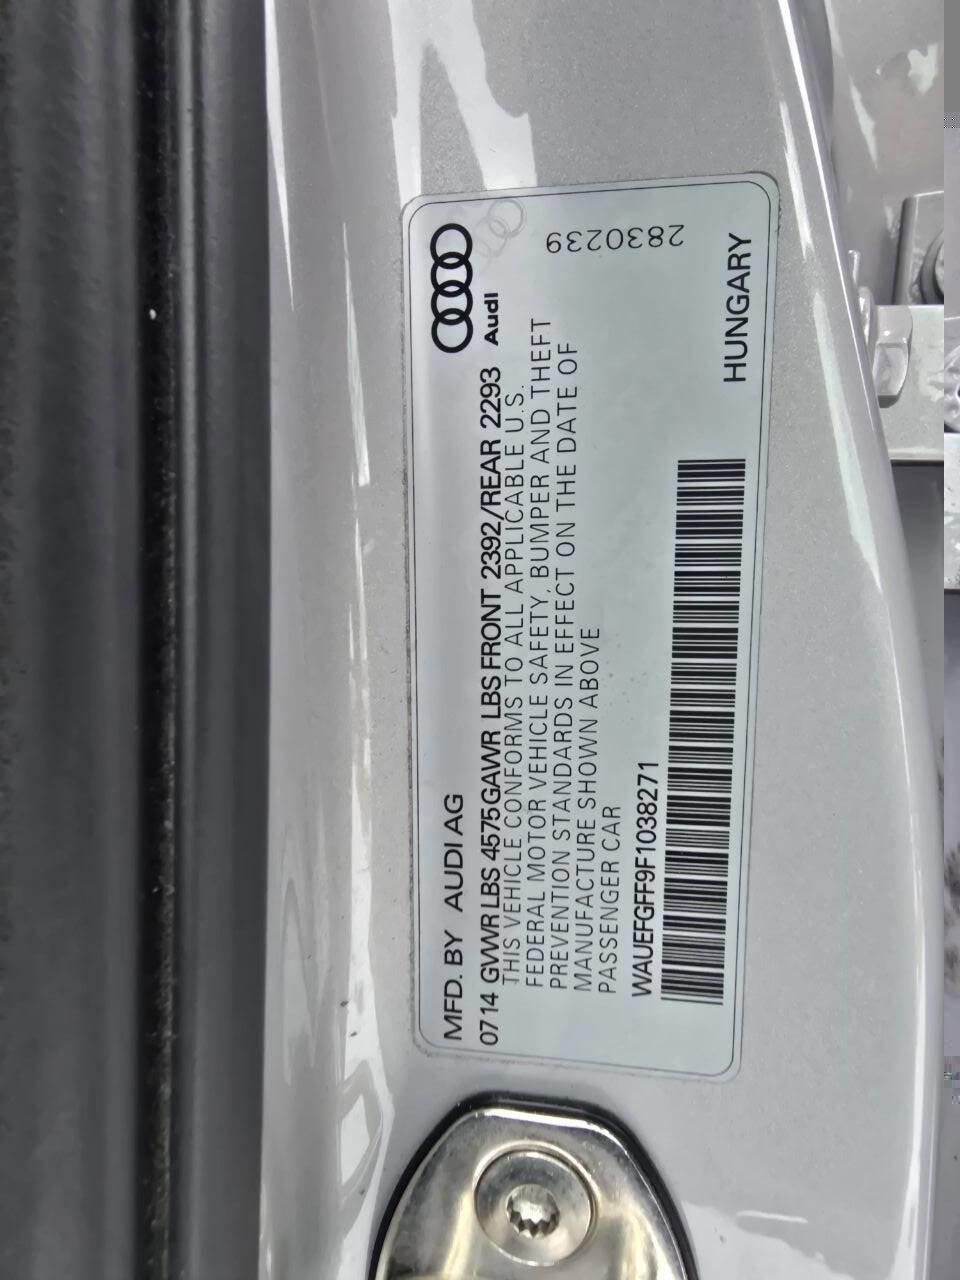 MFD. BY AUDI AG
Audi
0714 GVWR LBS 4575GAWR LBS FRONT 2392/REAR 2293
THIS VEHICLE CONFORMS TO ALL APPLICABLE U.S.
FEDERAL MOTOR VEHICLE SAFETY, BUMPER AND THEFT
PREVENTION STANDARDS IN EFFECT ON THE DATE OF
MANUFACTURE SHOWN ABOVE
PASSENGER CAR
2830239
WAUEFGFF9F1038271
HUNGARY